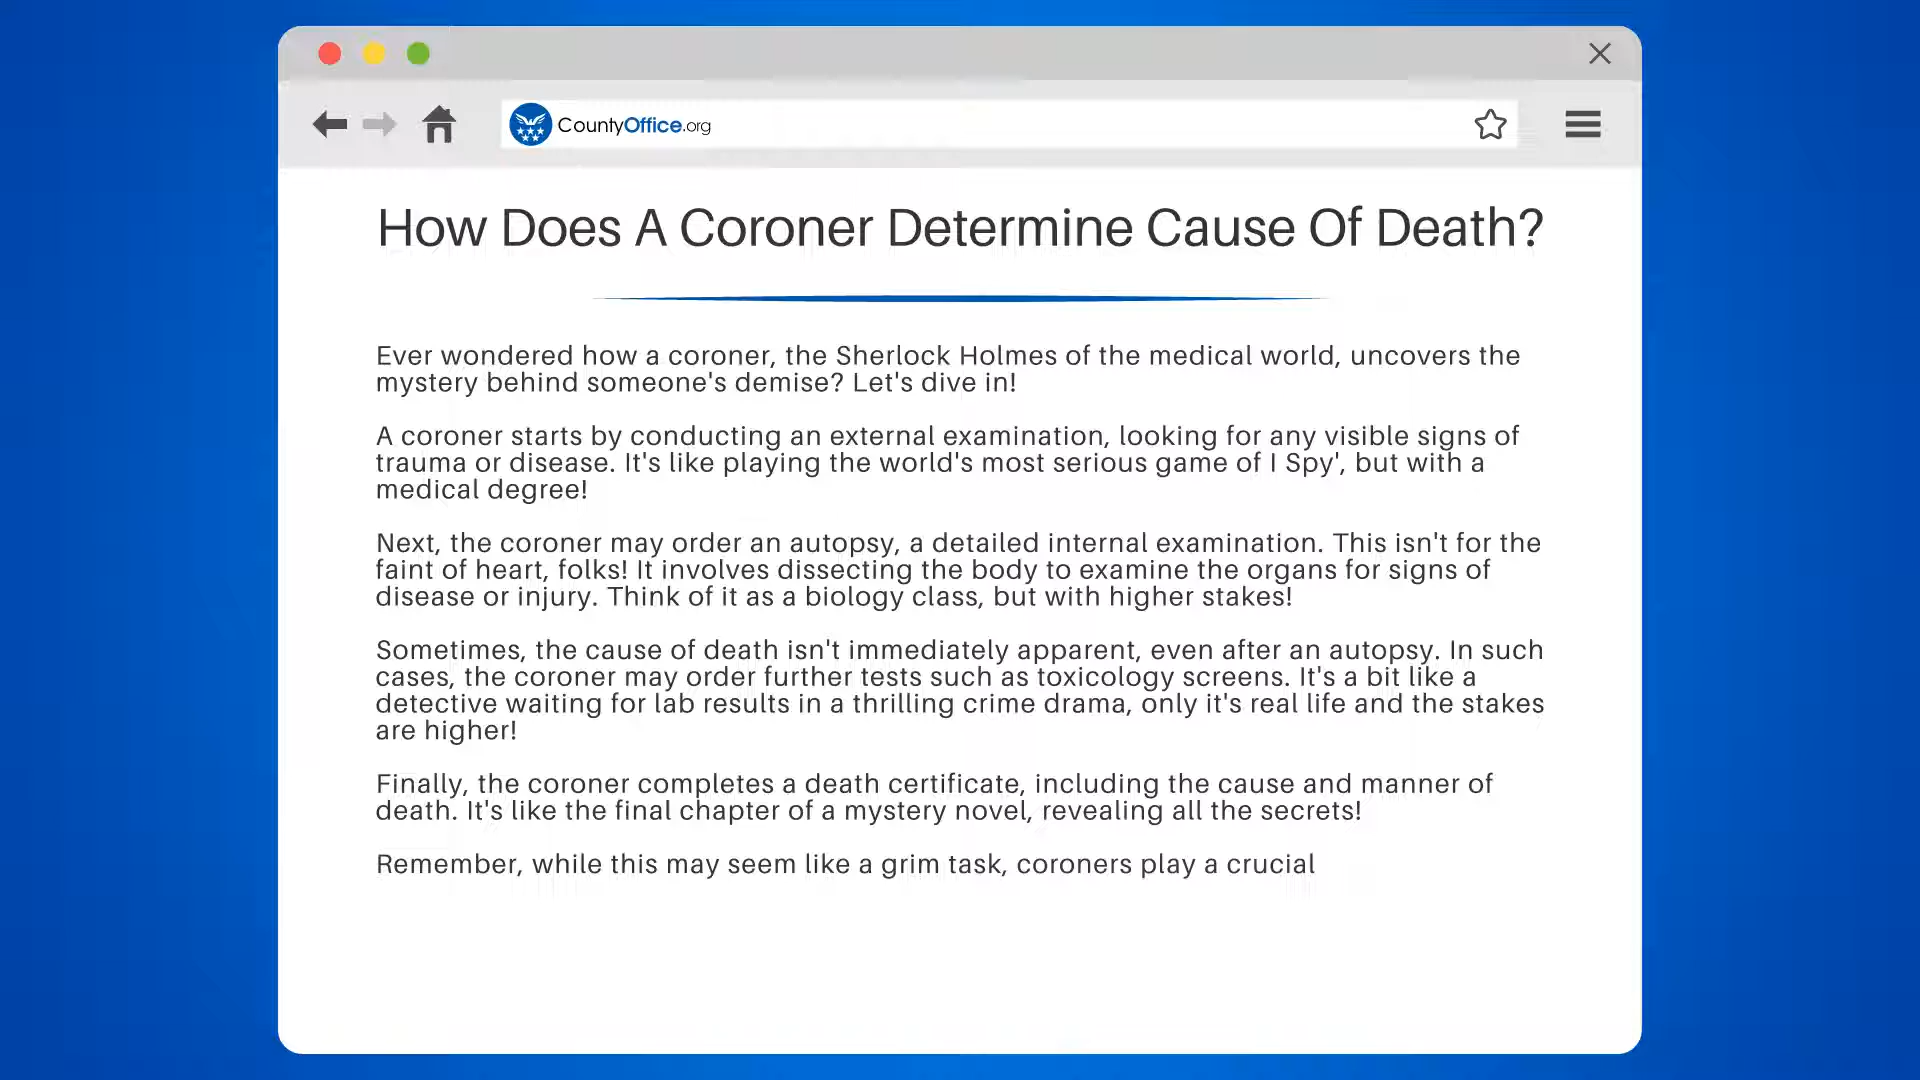 CountyOffice.org
How Does A Coroner Determine Cause Of Death?
Ever wondered how a coroner, the Sherlock Holmes of the medical world, uncovers the
mystery behind someone's demise? Let's dive in!
A coroner starts by conducting an external examination, looking for any visible signs of
trauma or disease. It's like playing the world's most serious game of I Spy', but with a
medical degree!
Next, the coroner may order an autopsy, a detailed internal examination. This isn't for the
faint of heart, folks! It involves dissecting the body to examine the organs for signs of
disease or injury. Think of it as a biology class, but with higher stakes!
Sometimes, the cause of death isn't immediately apparent, even after an autopsy. In such
cases, the coroner may order further tests such as toxicology screens. It's a bit like a
detective waiting for lab results in a thrilling crime drama, only it's real life and the stakes
are higher!
Finally, the coroner completes a death certificate, including the cause and manner of
death. It's like the final chapter of a mystery novel, revealing all the secrets!
Remember, while this may seem like a grim task, coroners play a crucial